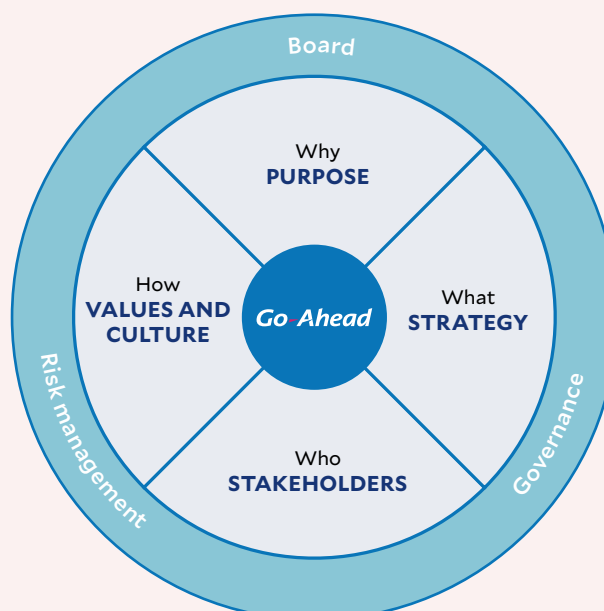 Board
Why
PURPOSE
How
VALUES AND
CULTURE
Go-Ahead
What
STRATEGY
Who
STAKEHOLDERS
Risk management
Governance